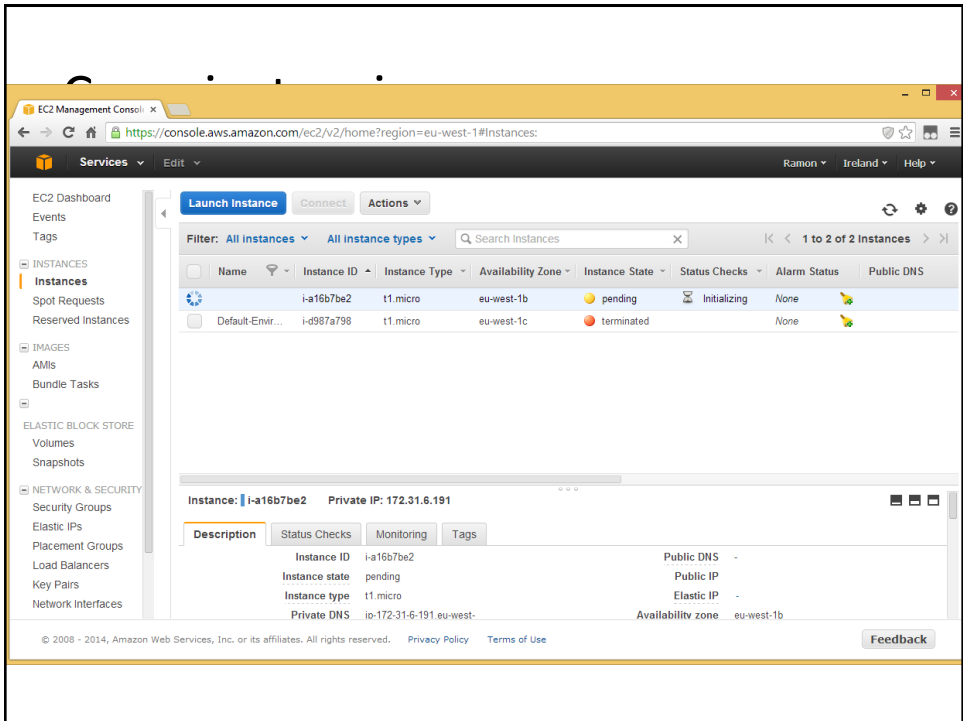 EC2 Management Consol
https://console.aws.amazon.com/ec2/v2/home?region=eu-west-1#Instances:
Services Edit Ramon Ireland Help
EC2 Dashboard
Events
Tags
INSTANCES
Instances
Spot Requests
Reserved Instances
IMAGES
AMIs
Bundle Tasks
ELASTIC BLOCK STORE
Volumes
Snapshots
NETWORK & SECURITY
Security Groups
Elastic IPs
Placement Groups
Load Balancers
Key Pairs
Network Interfaces
Launch Instance Connect Actions
Filter: All instances All instance types Search Instances 1 to 2 of 2 Instances
Name Instance ID Instance Type Availability Zone Instance State Status Checks Alarm Status Public DNS
i-a16b7be2 t1.micro eu-west-1b pending Initializing None
Default-Envir... i-d987a798 t1.micro eu-west-1c terminated None
Instance: i-a16b7be2 Private IP: 172.31.6.191
Description Status Checks Monitoring Tags
Instance ID i-a16b7be2 Public DNS -
Instance state pending Public IP
Instance type t1.micro Elastic IP -
Private DNS ip-172-31-6-191.eu-west- Availability zone eu-west-1b
© 2008 - 2014, Amazon Web Services, Inc. or its affiliates. All rights reserved. Privacy Policy Terms of Use Feedback